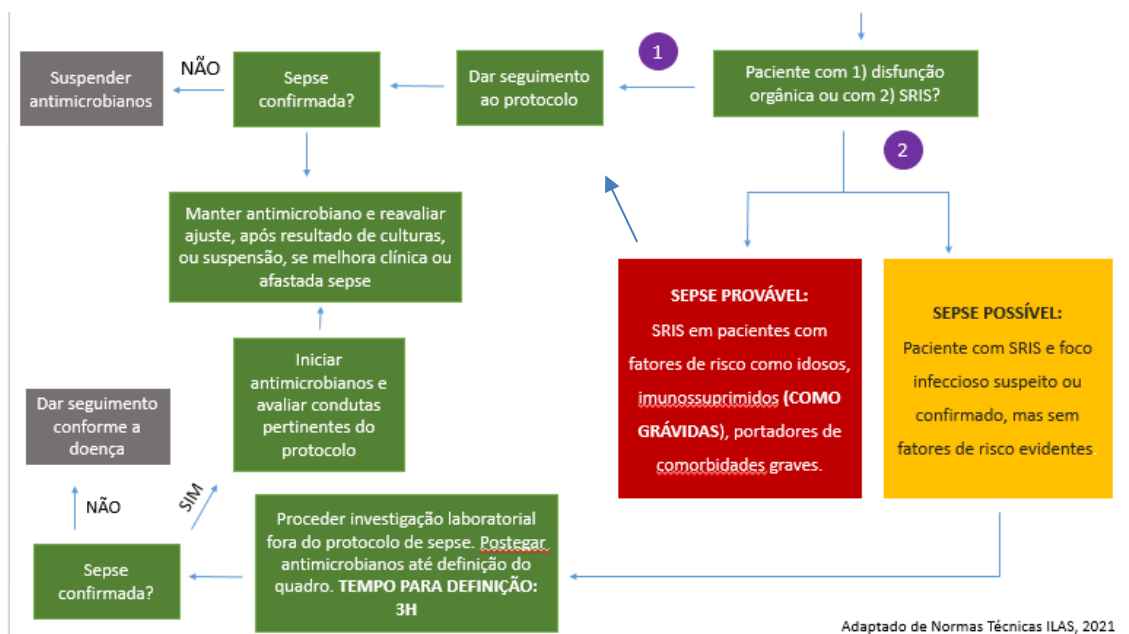 Suspender
antimicrobianos
NÃO
Sepse
confirmada?
Dar seguimento
ao protocolo
1
Paciente com 1) disfunção
orgânica ou com 2) SRIS?
2
Manter antimicrobiano e reavaliar
ajuste, após resultado de culturas,
ou suspensão, se melhora clínica ou
afastada sepse
SEPSE PROVÁVEL:
SRIS em pacientes com
fatores de risco como idosos,
imunossuprimidos (COMO
GRÁVIDAS), portadores de
comorbidades graves.
SEPSE POSSÍVEL:
Paciente com SRIS e foco
infeccioso suspeito ou
confirmado, mas sem
fatores de risco evidentes.
Iniciar
antimicrobianos e
avaliar condutas
pertinentes do
protocolo
Dar seguimento
conforme a
doença
NÃO
SIM
Proceder investigação laboratorial
fora do protocolo de sepse. Postegar
antimicrobianos até definição do
quadro. TEMPO PARA DEFINIÇÃO:
3H
Sepse
confirmada?
Adaptado de Normas Técnicas ILAS, 2021